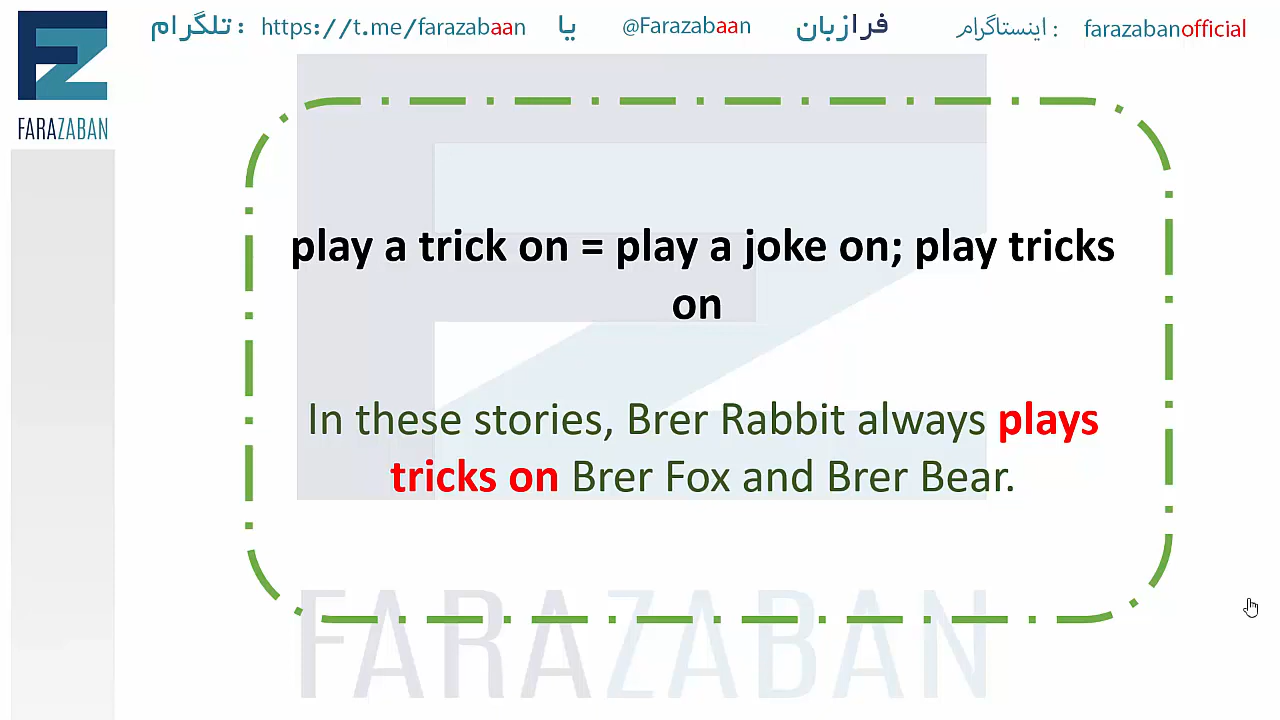 تلگرام : https://t.me/farazabaan یا @Farazabaan فرازبان اینستاگرام : farazabanofficial
FZ
FARAZABAN
play a trick on = play a joke on; play tricks
on
In these stories, Brer Rabbit always plays
tricks on Brer Fox and Brer Bear.
FARAZABAN